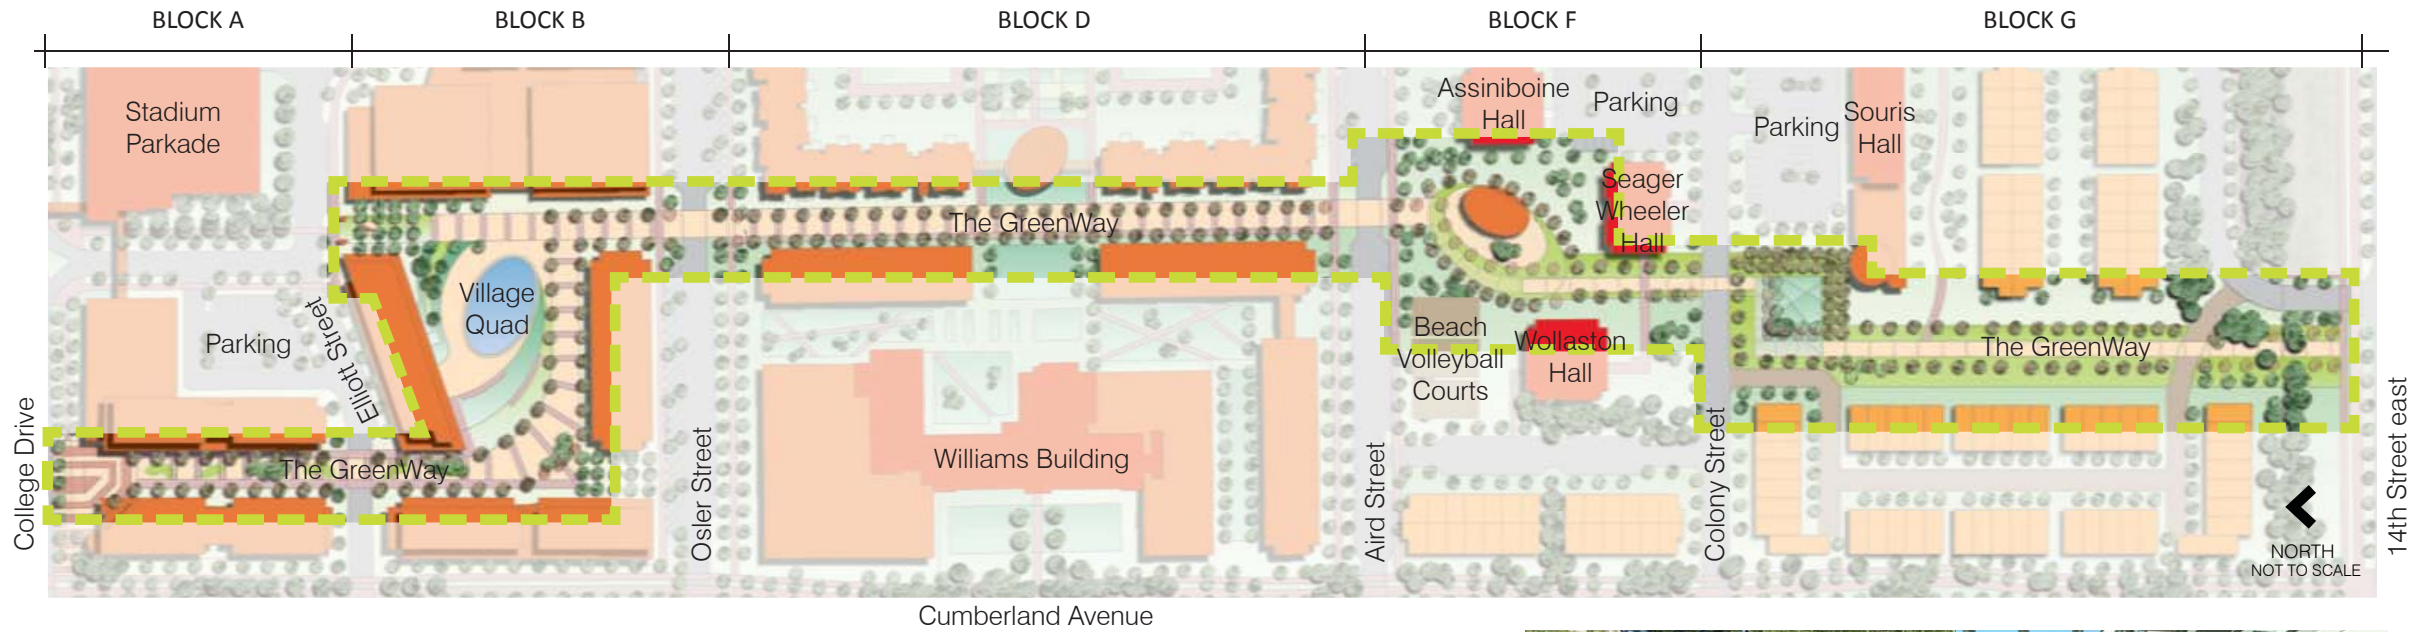 BLOCK A
BLOCK B
BLOCK D
BLOCK F
BLOCK G
Stadium
Parkade
Assiniboine
Hall
Parking
Parking
Souris
Hall
Seager
Wheeler
Hall
The GreenWay
Village
Quad
Elliott Street
Parking
Beach
Volleyball
Courts
Wollaston
Hall
The GreenWay
College Drive
The GreenWay
Osler Street
Williams Building
Aird Street
Colony Street
14th Street east
NORTH
NOT TO SCALE
Cumberland Avenue